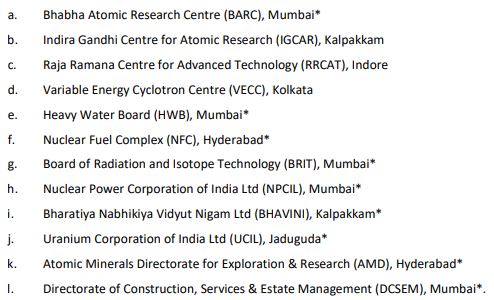 a. Bhabha Atomic Research Centre (BARC), Mumbai*
b. Indira Gandhi Centre for Atomic Research (IGCAR), Kalpakkam
c. Raja Ramana Centre for Advanced Technology (RRCAT), Indore
d. Variable Energy Cyclotron Centre (VECC), Kolkata
e. Heavy Water Board (HWB), Mumbai*
f. Nuclear Fuel Complex (NFC), Hyderabad*
g. Board of Radiation and Isotope Technology (BRIT), Mumbai*
h. Nuclear Power Corporation of India Ltd (NPCIL), Mumbai*
i. Bharatiya Nabhikiya Vidyut Nigam Ltd (BHAVINI), Kalpakkam*
j. Uranium Corporation of India Ltd (UCIL), Jaduguda*
k. Atomic Minerals Directorate for Exploration & Research (AMD), Hyderabad*
l. Directorate of Construction, Services & Estate Management (DCSEM), Mumbai*.